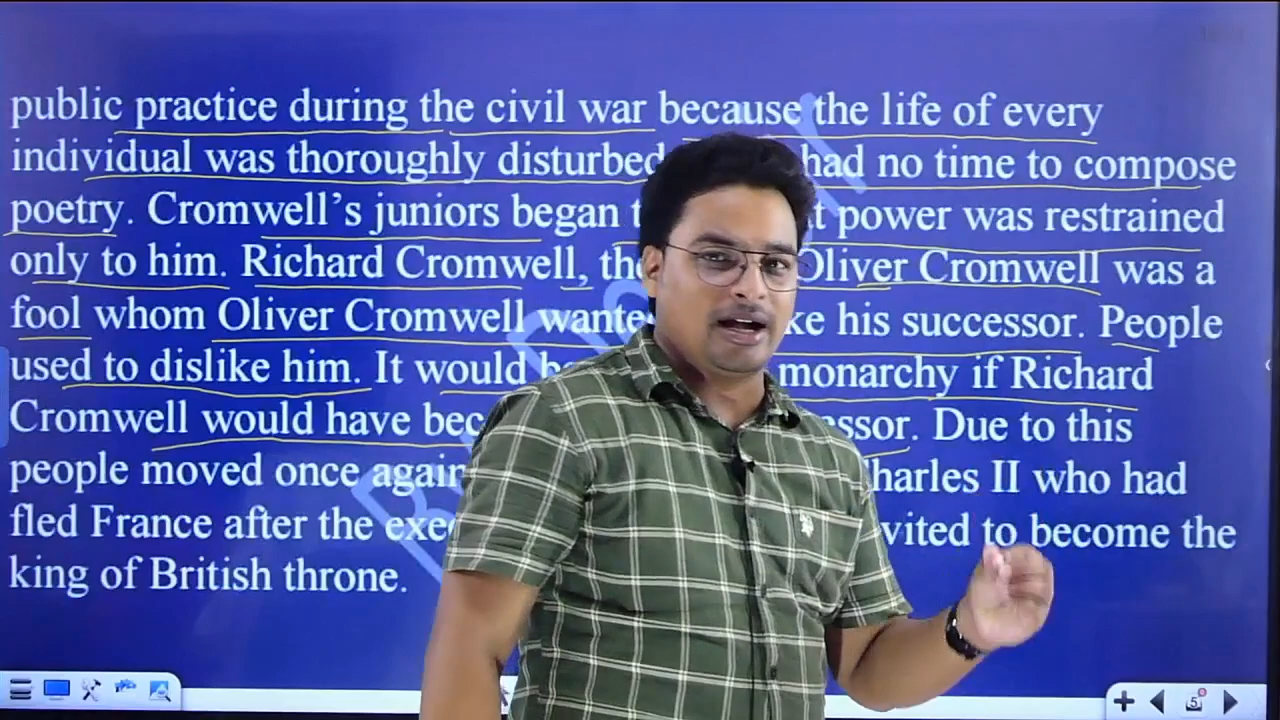 public practice during the civil war because the life of every
individual was thoroughly disturbed had no time to compose
poetry. Cromwell's juniors began power was restrained
only to him. Richard Cromwell, Oliver Cromwell was a
fool whom Oliver Cromwell his successor. People
used to dislike him. It would monarchy if Richard
Cromwell would have Due to this
people moved once again Charles II who had
fled France after the to become the
king of British throne.
5